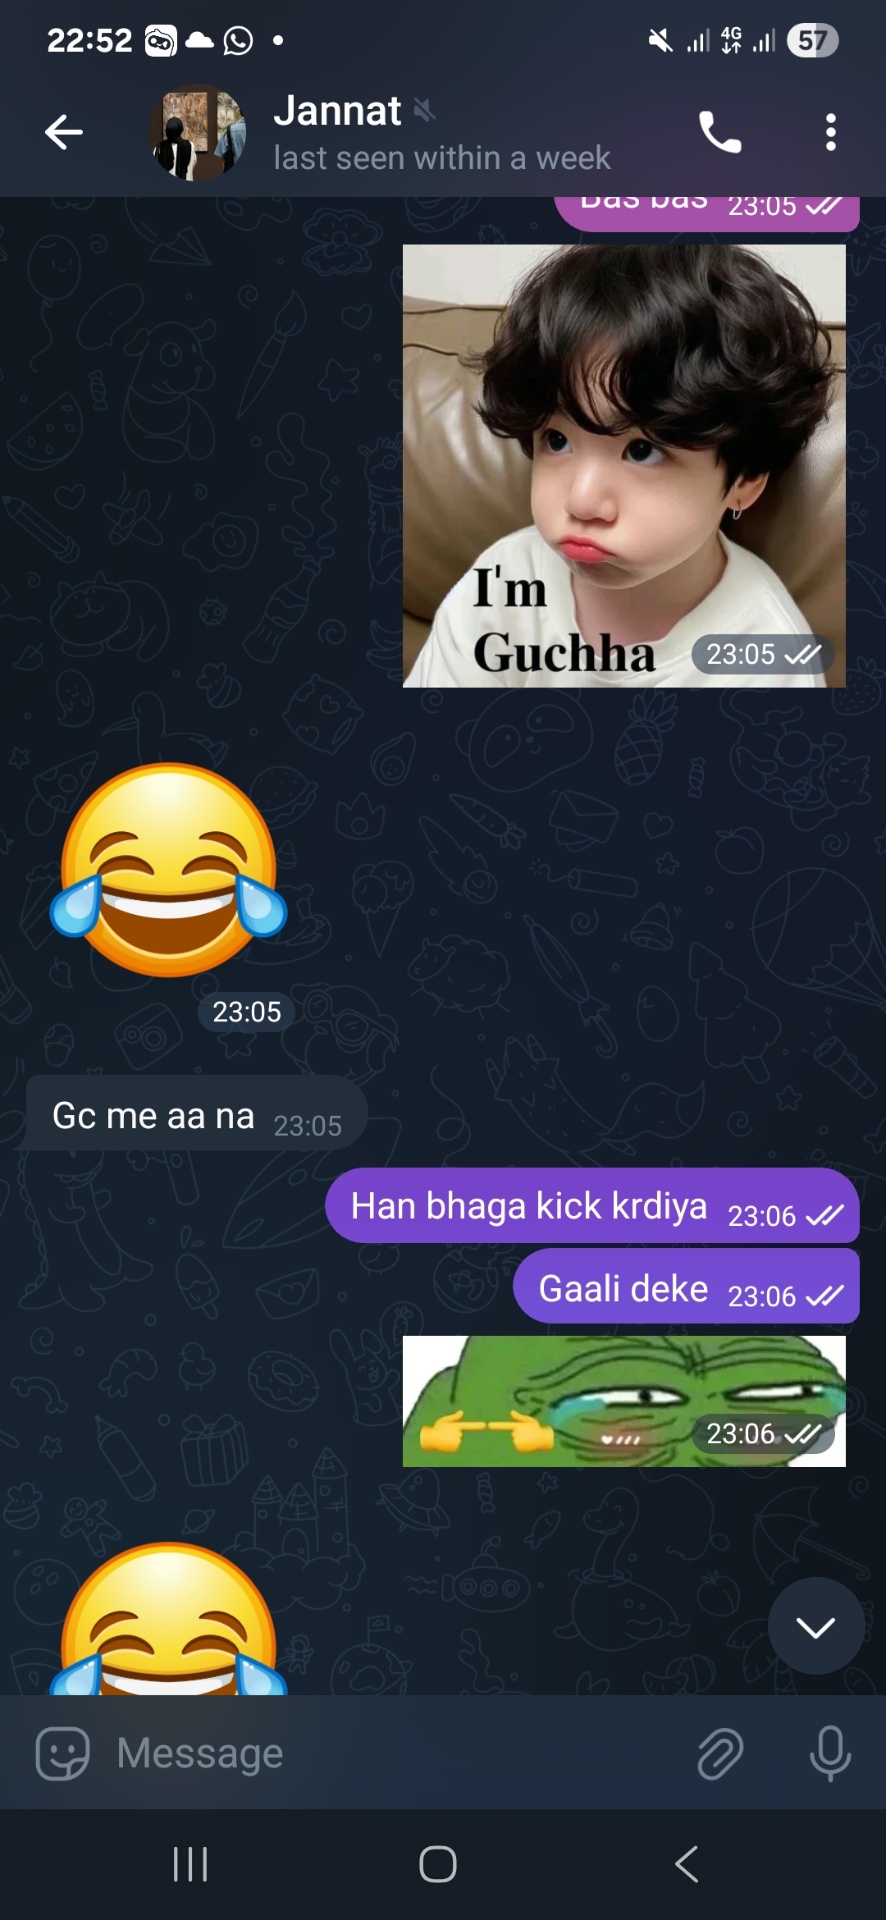 22:52
4G
57
Jannat
last seen within a week
Bas bas 23:05
I'm
Guchha
23:05
23:05
Gc me aa na 23:05
Han bhaga kick krdiya 23:06
Gaali deke 23:06
23:06
Message